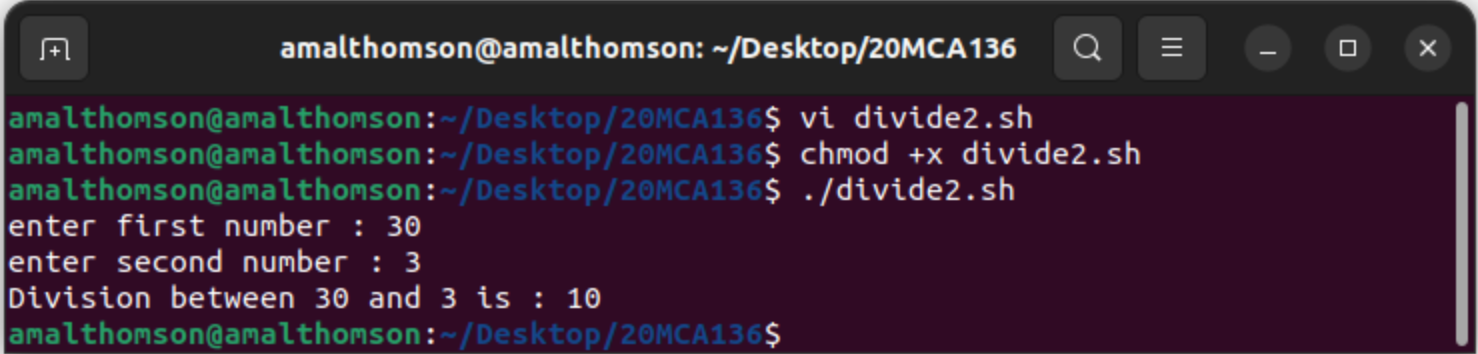 amalthomson@amalthomson: ~/Desktop/20MCA136
amalthomson@amalthomson:~/Desktop/20MCA136$ vi divide2.sh
amalthomson@amalthomson:~/Desktop/20MCA136$ chmod +x divide2.sh
amalthomson@amalthomson:~/Desktop/20MCA136$ ./divide2.sh
enter first number : 30
enter second number : 3
Division between 30 and 3 is : 10
amalthomson@amalthomson:~/Desktop/20MCA136$